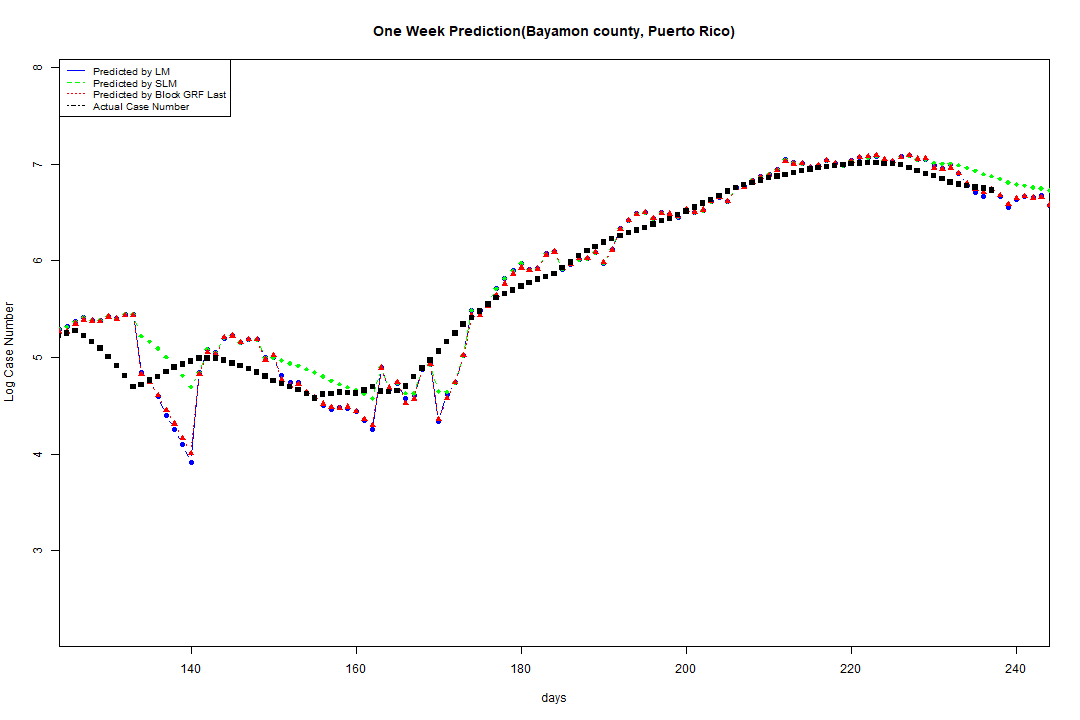 One Week Prediction(Bayamon county, Puerto Rico)
Predicted by LM
Predicted by SLM
Predicted by Block GRF Last
Actual Case Number
8
7
6
5
4
3
Log Case Number
140 160 180 200 220 240
days